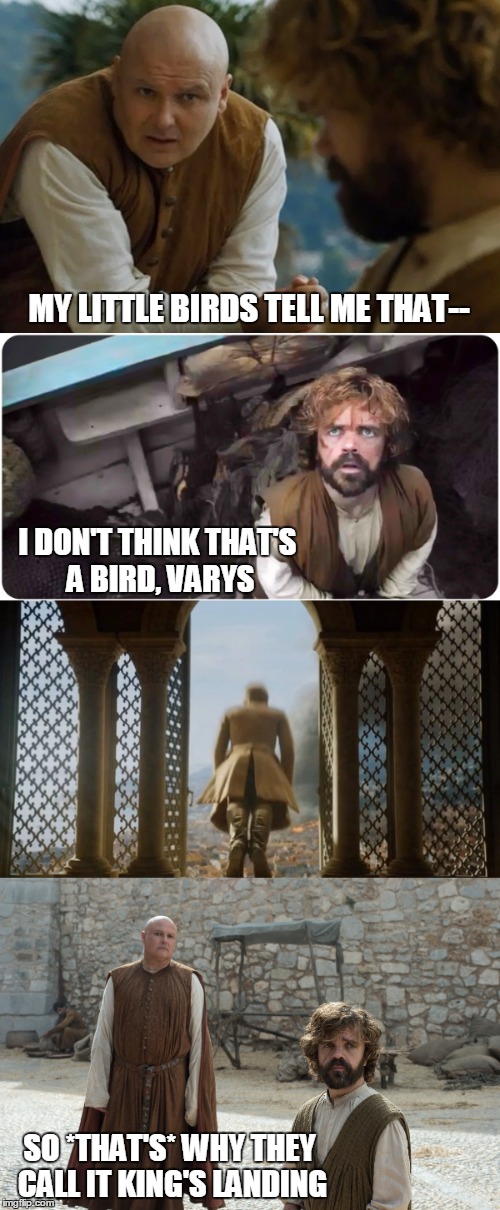 MY LITTLE BIRDS TELL ME THAT--
I DON'T THINK THAT'S
A BIRD, VARYS
SO *THAT'S* WHY THEY
CALL IT KING'S LANDING
imgflip.com